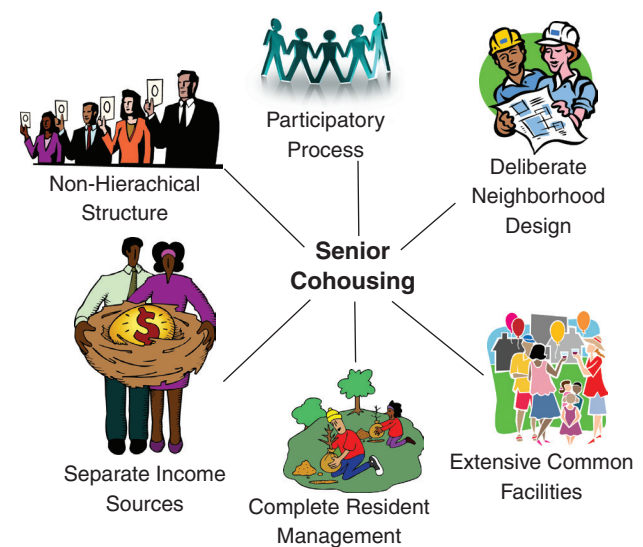 Participatory
Process
Non-Hierachical
Structure
Deliberate
Neighborhood
Design
Senior
Cohousing
$
Separate Income
Sources
Complete Resident
Management
Extensive Common
Facilities